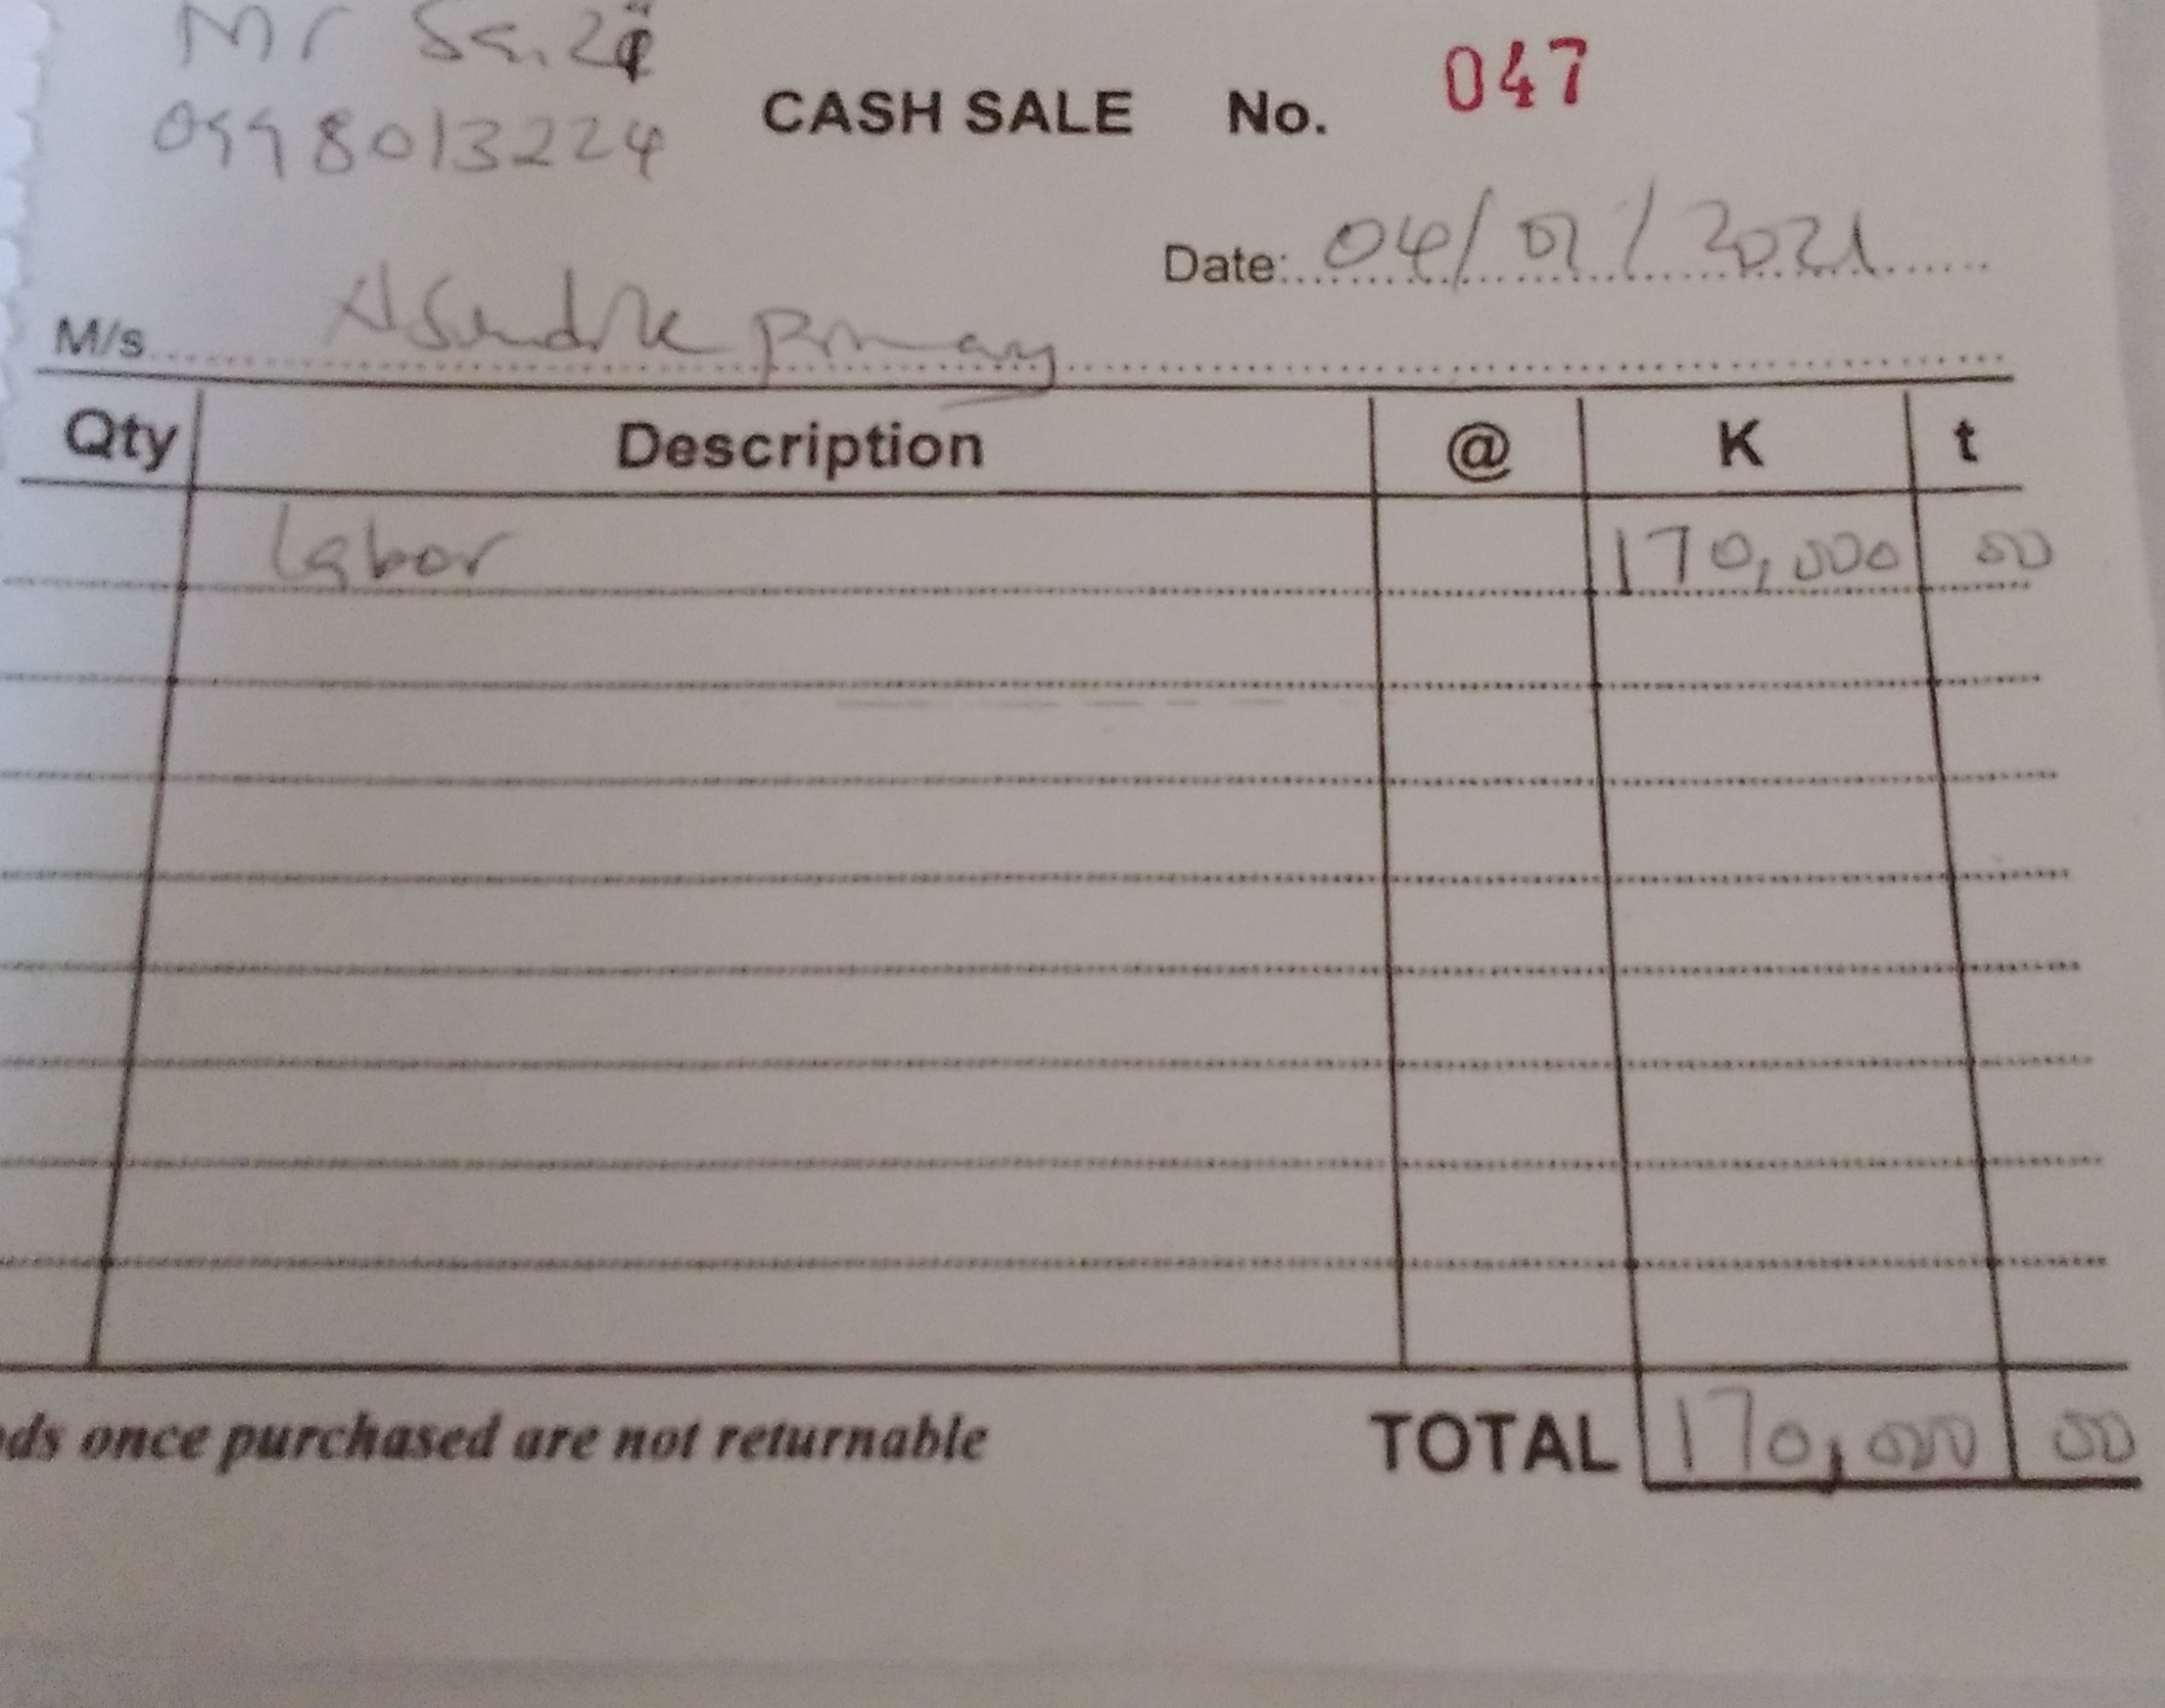 Mr
0998013224
CASH SALE No. 047
Date: 04/01/2021
M/s
Qty Description @ K t
Labor 170,000 00
ds once purchased are not returnable TOTAL 170,000 00